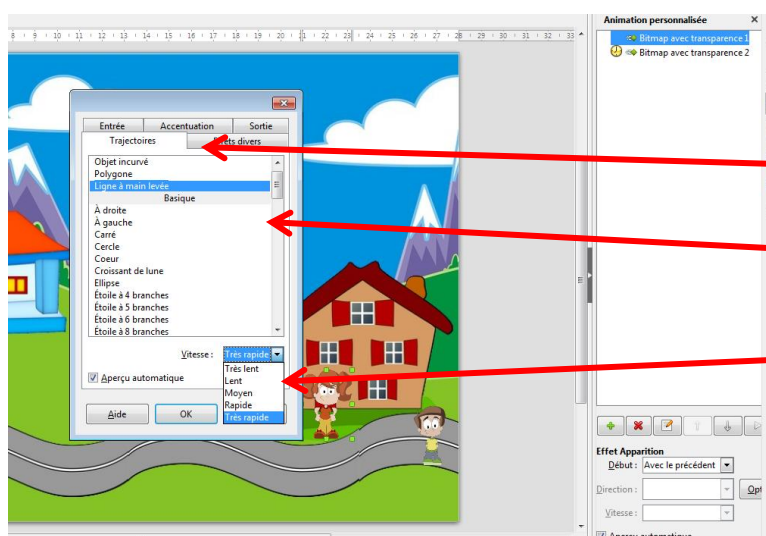 Animation personnalisée
8 9 10 11 12 13 14 15 16 17 18 19 20 21 22 23 24 25 26 27 28 29 30 31 32 33
Bitmap avec transparence 1
Bitmap avec transparence 2
Entrée Accentuation Sortie
Trajectoires divers
Objet incurvé
Polygone
Ligne à main levée
Basique
À droite
À gauche
Carré
Cercle
Coeur
Croissant de lune
Ellipse
Étoile à 4 branches
Étoile à 5 branches
Étoile à 6 branches
Étoile à 8 branches
Vitesse : Très rapide
Très lent
Lent
Moyen
Rapide
Très rapide
Aperçu automatique
Aide OK
Effet Apparition
Début : Avec le précédent
Direction : Opt
Vitesse :
Aperçu automatique